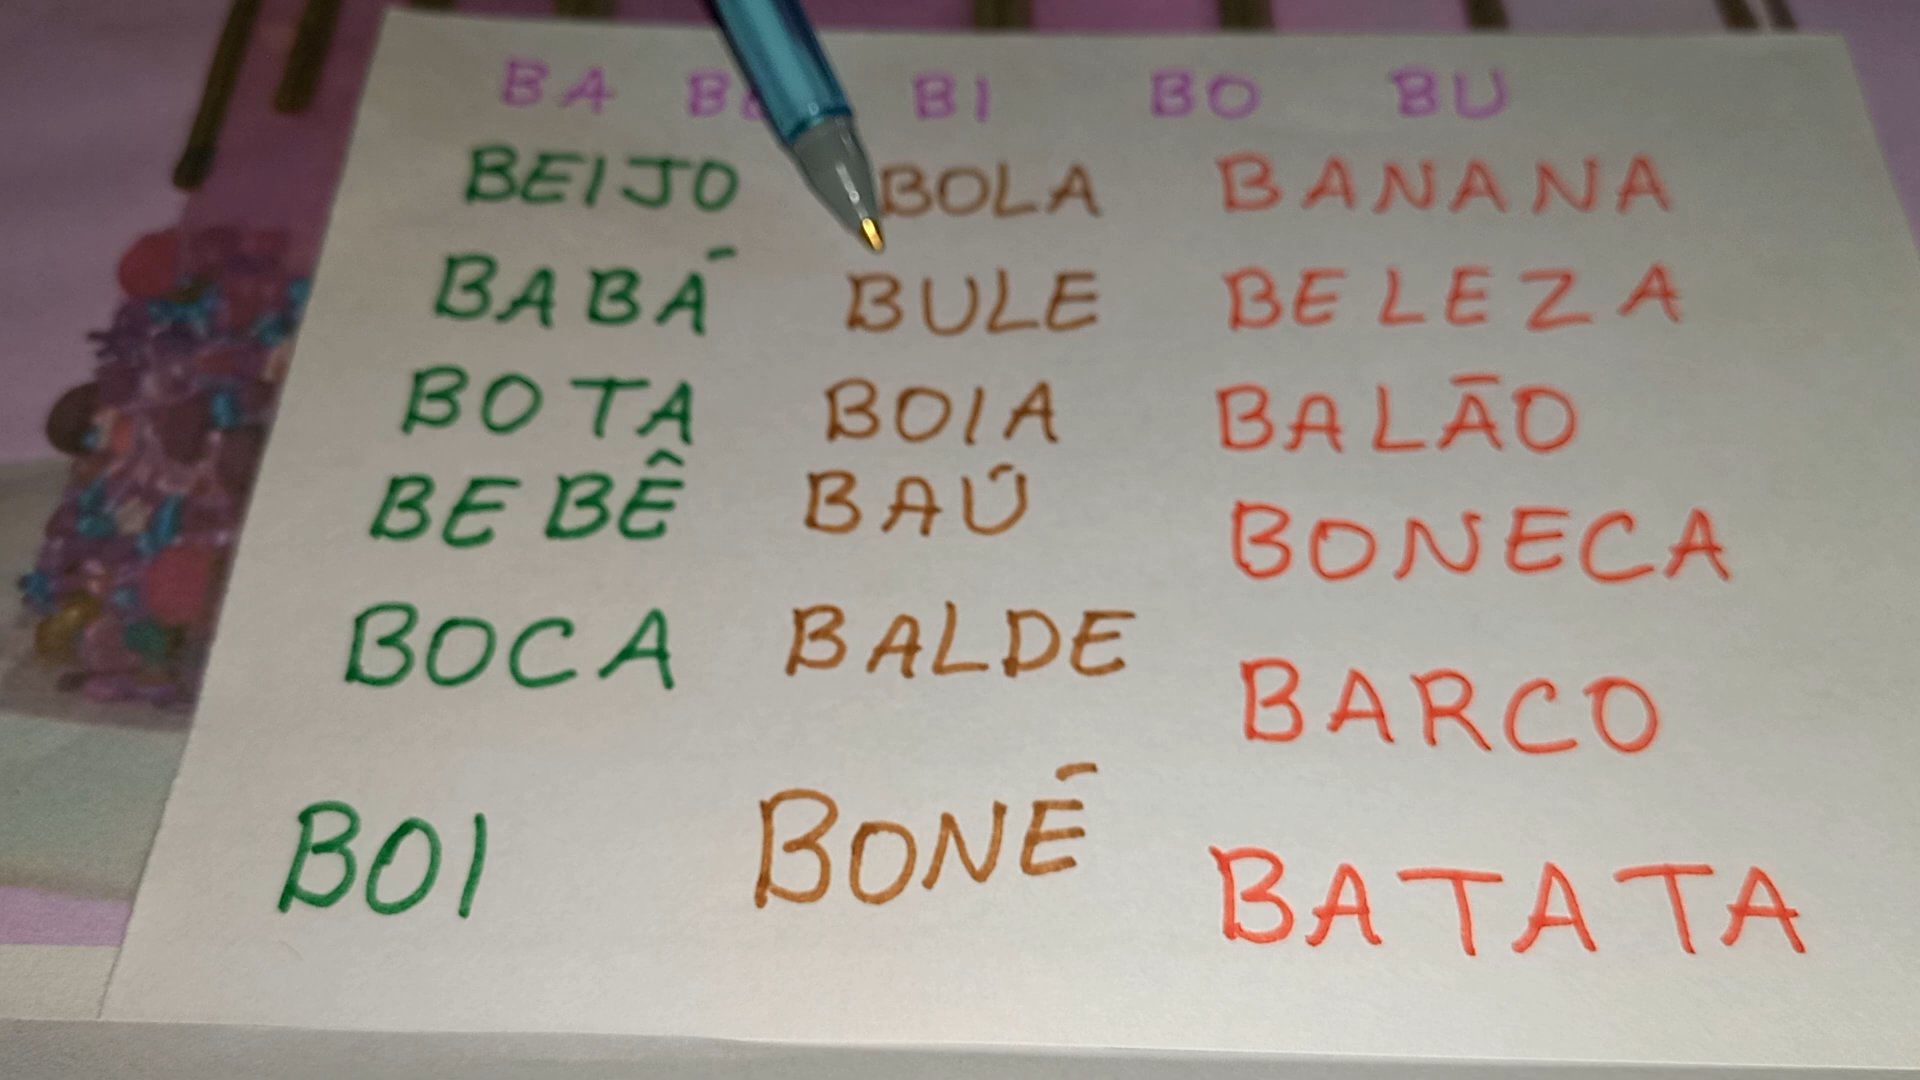 BA BE BI BO BU
BEIJO BOLA BANANA
BABÁ BULE BELEZA
BOTA BOIA BALÃO
BEBÊ BAÚ BONECA
BOCA BALDE BARCO
BOI BONÉ BATATA